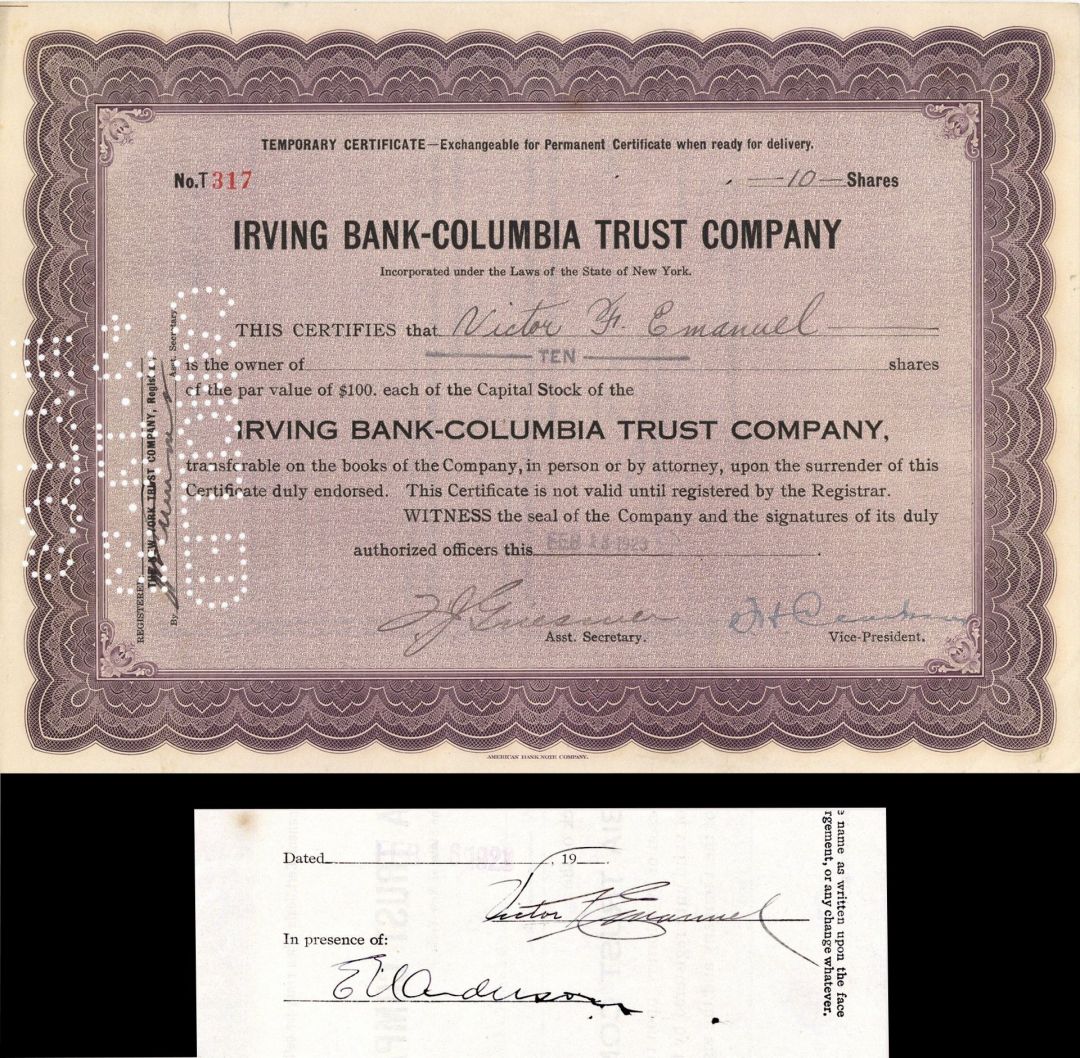 TEMPORARY CERTIFICATE—Exchangeable for Permanent Certificate when ready for delivery.
No.T 317
—10— Shares
IRVING BANK-COLUMBIA TRUST COMPANY
Incorporated under the Laws of the State of New York.
THIS CERTIFIES that Victor F. Emanuel
is the owner of TEN shares
of the par value of $100. each of the Capital Stock of the
IRVING BANK-COLUMBIA TRUST COMPANY,
transferable on the books of the Company, in person or by attorney, upon the surrender of this
Certificate duly endorsed. This Certificate is not valid until registered by the Registrar.
WITNESS the seal of the Company and the signatures of its duly
authorized officers this
Asst. Secretary.
Vice-President.
REGISTERED
TRUST COMPANY,
By Asst. Secretary
AMERICAN BANK NOTE COMPANY.
Dated , 19
Victor F Emanuel
In presence of:
Anderson
name as written upon the face
rgement, or any change whatever.